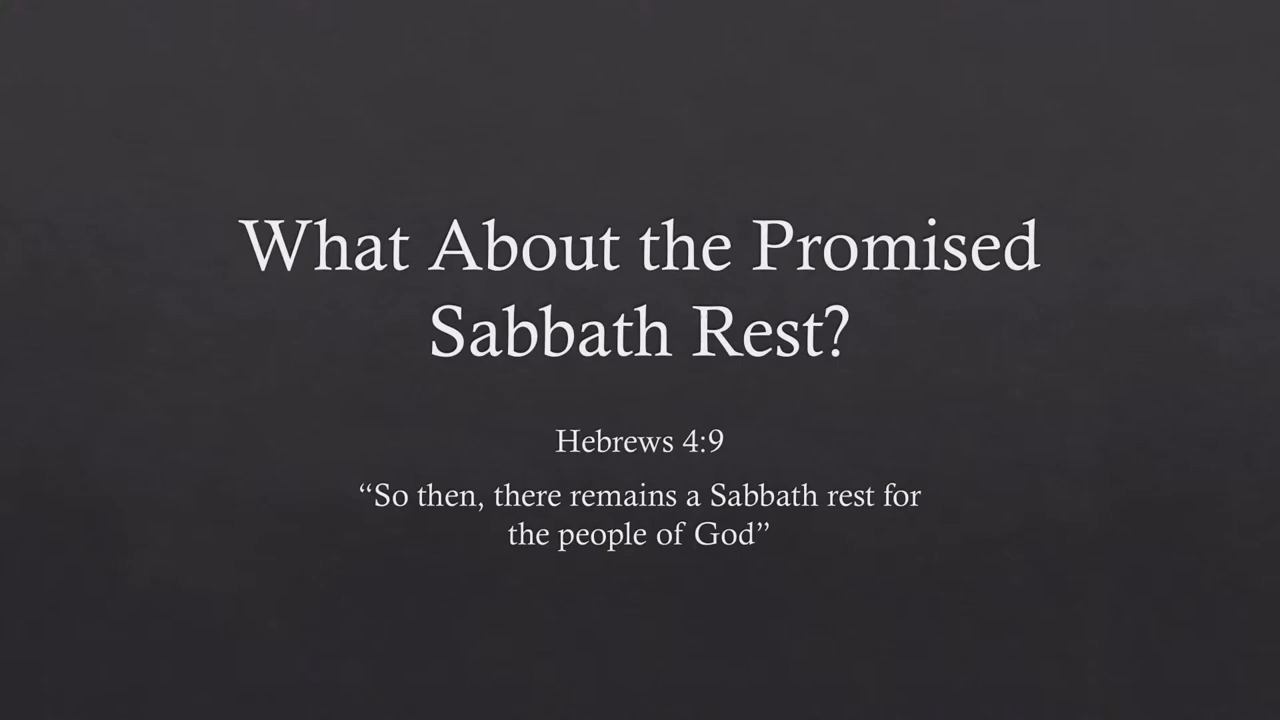 What About the Promised
Sabbath Rest?
Hebrews 4:9
“So then, there remains a Sabbath rest for
the people of God”